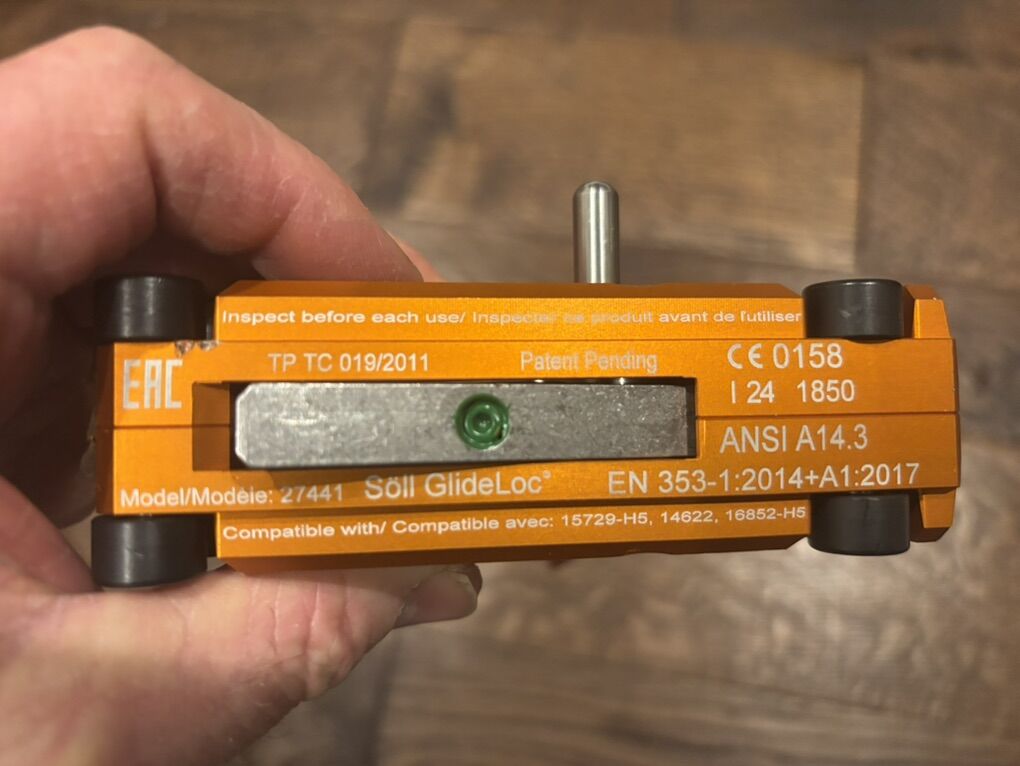 Inspect before each use/ Inspecter ce produit avant de l'utiliser
EAC
TP TC 019/2011
Patent Pending
CE 0158
I 24 1850
ANSI A14.3
Model/Modèle: 27441 Söll GlideLoc® EN 353-1:2014+A1:2017
Compatible with/ Compatible avec: 15729-H5, 14622, 16852-H5